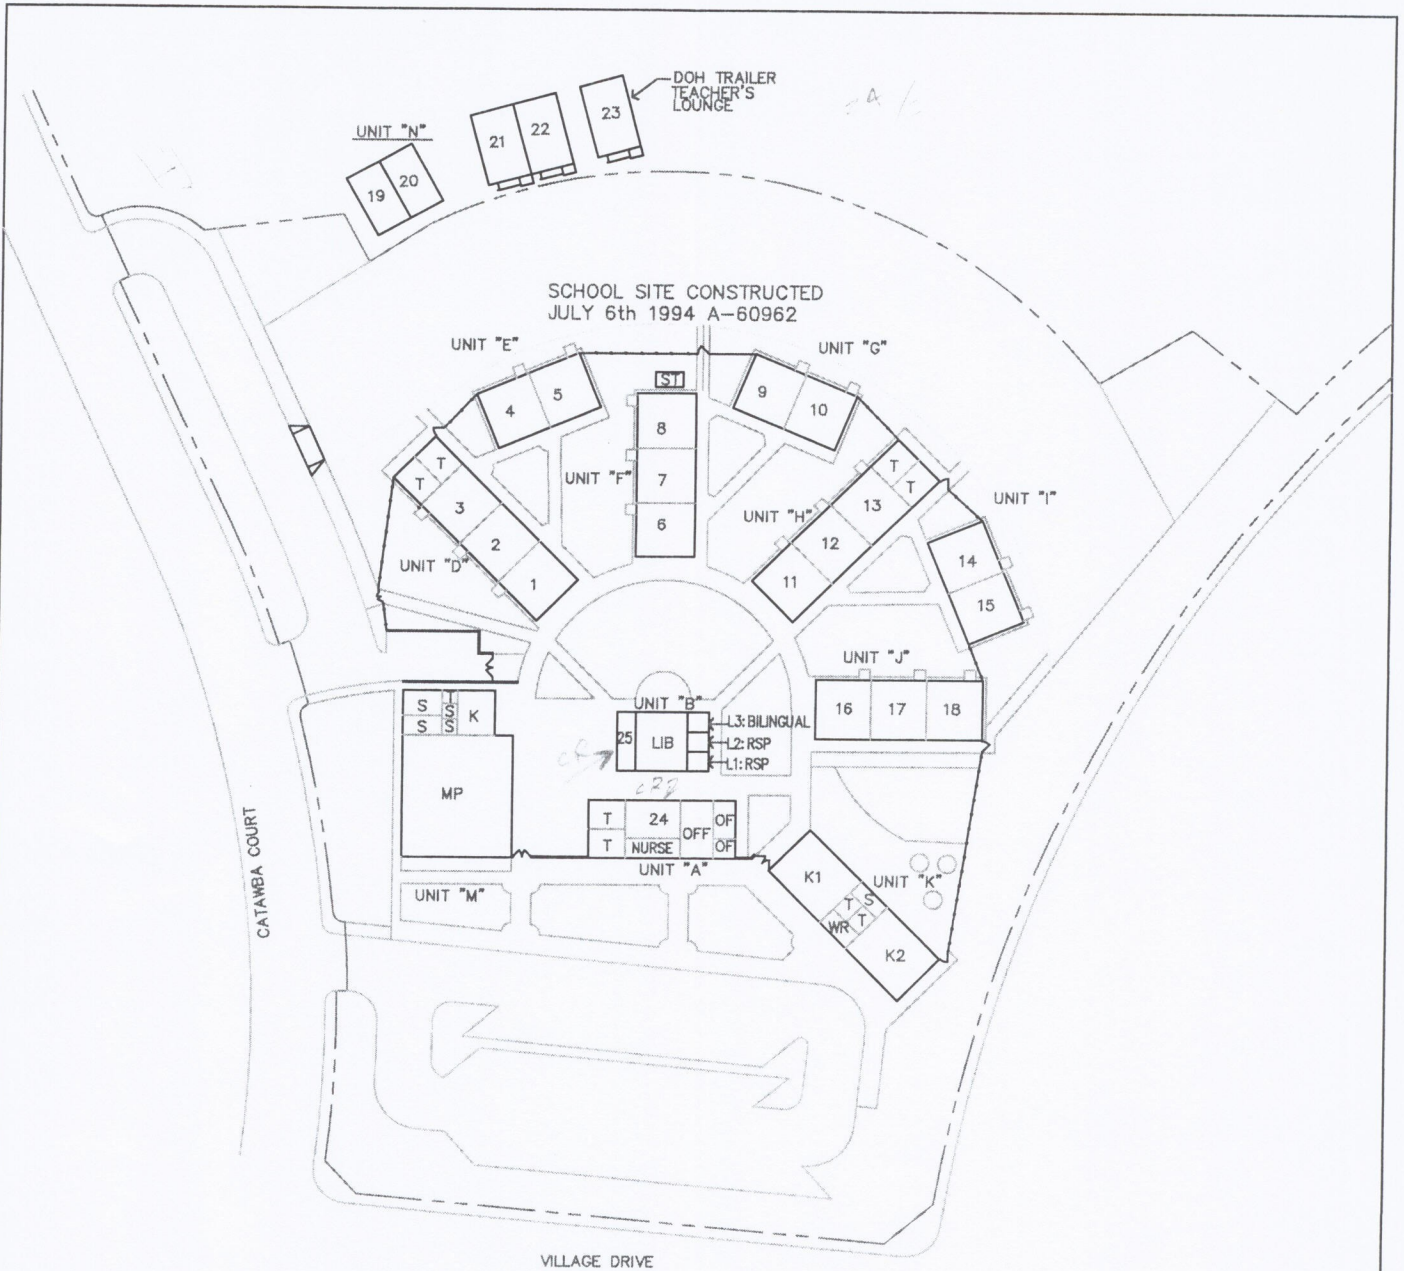 DOH TRAILER
TEACHER'S
LOUNGE
23
22
21
UNIT "N"
20
19
SCHOOL SITE CONSTRUCTED
JULY 6th 1994 A-60962
UNIT "E"
UNIT "G"
ST
5
4
9
10
8
7
6
UNIT "F"
T
T
3
2
1
UNIT "D"
T
T
13
12
11
UNIT "H"
UNIT "I"
14
15
UNIT "J"
16
17
18
UNIT "B"
25
LIB
L3: BILINGUAL
L2: RSP
L1: RSP
S
T
S
K
S
S
MP
T
24
OFF
OF
T
NURSE
OF
UNIT "A"
UNIT "M"
K1
UNIT "K"
S
T
T
WR
K2
CATAWBA COURT
VILLAGE DRIVE